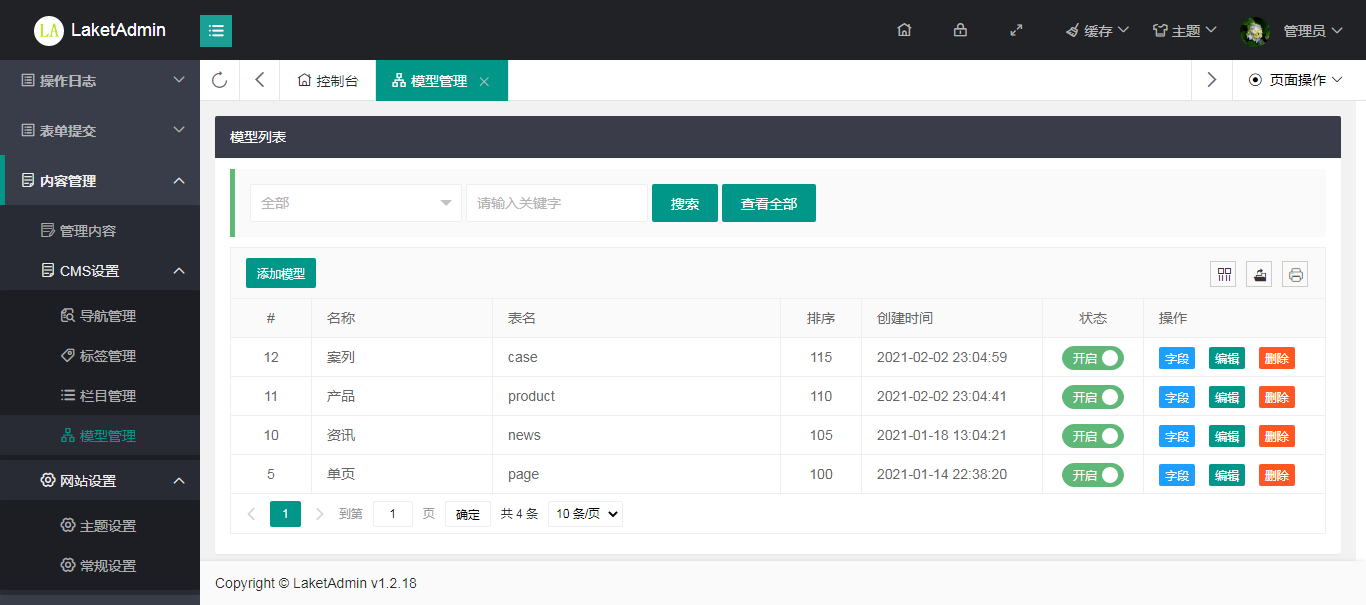 LA LaketAdmin
缓存 主题 管理员
操作日志
表单提交
内容管理
管理内容
CMS设置
导航管理
标签管理
栏目管理
模型管理
网站设置
主题设置
常规设置
控制台 模型管理 页面操作
模型列表
全部 请输入关键字 搜索 查看全部
添加模型
# 名称 表名 排序 创建时间 状态 操作
12 案列 case 115 2021-02-02 23:04:59 开启 字段 编辑 删除
11 产品 product 110 2021-02-02 23:04:41 开启 字段 编辑 删除
10 资讯 news 105 2021-01-18 13:04:21 开启 字段 编辑 删除
5 单页 page 100 2021-01-14 22:38:20 开启 字段 编辑 删除
1 到第 1 页 确定 共 4 条 10 条/页
Copyright © LaketAdmin v1.2.18